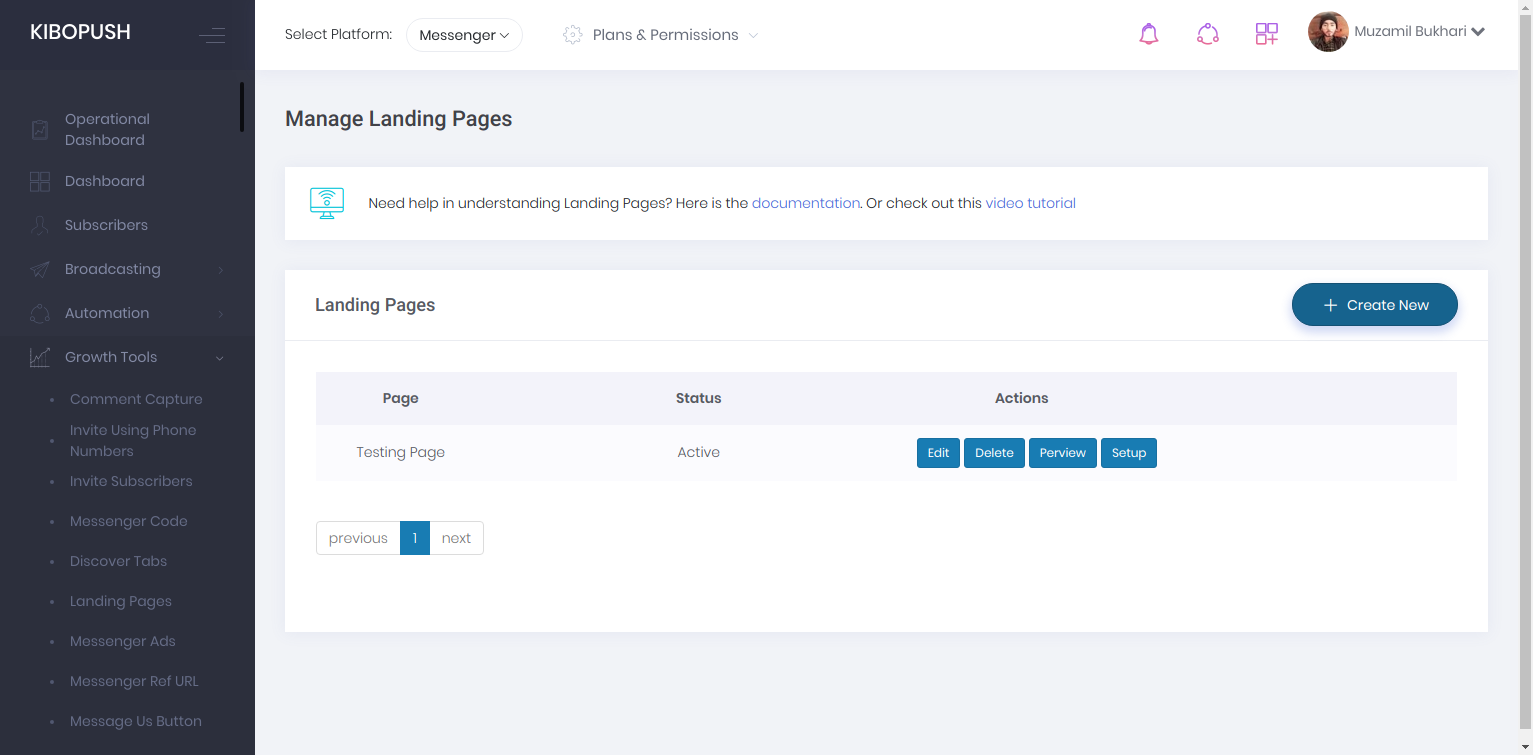 KIBOPUSH
Select Platform:
Messenger
Plans & Permissions
Muzamil Bukhari
Operational
Dashboard
Dashboard
Subscribers
Broadcasting
Automation
Growth Tools
Comment Capture
Invite Using Phone
Numbers
Invite Subscribers
Messenger Code
Discover Tabs
Landing Pages
Messenger Ads
Messenger Ref URL
Message Us Button
Manage Landing Pages
Need help in understanding Landing Pages? Here is the documentation. Or check out this video tutorial
Landing Pages
Create New
Page Status Actions
Testing Page Active Edit Delete Perview Setup
previous 1 next